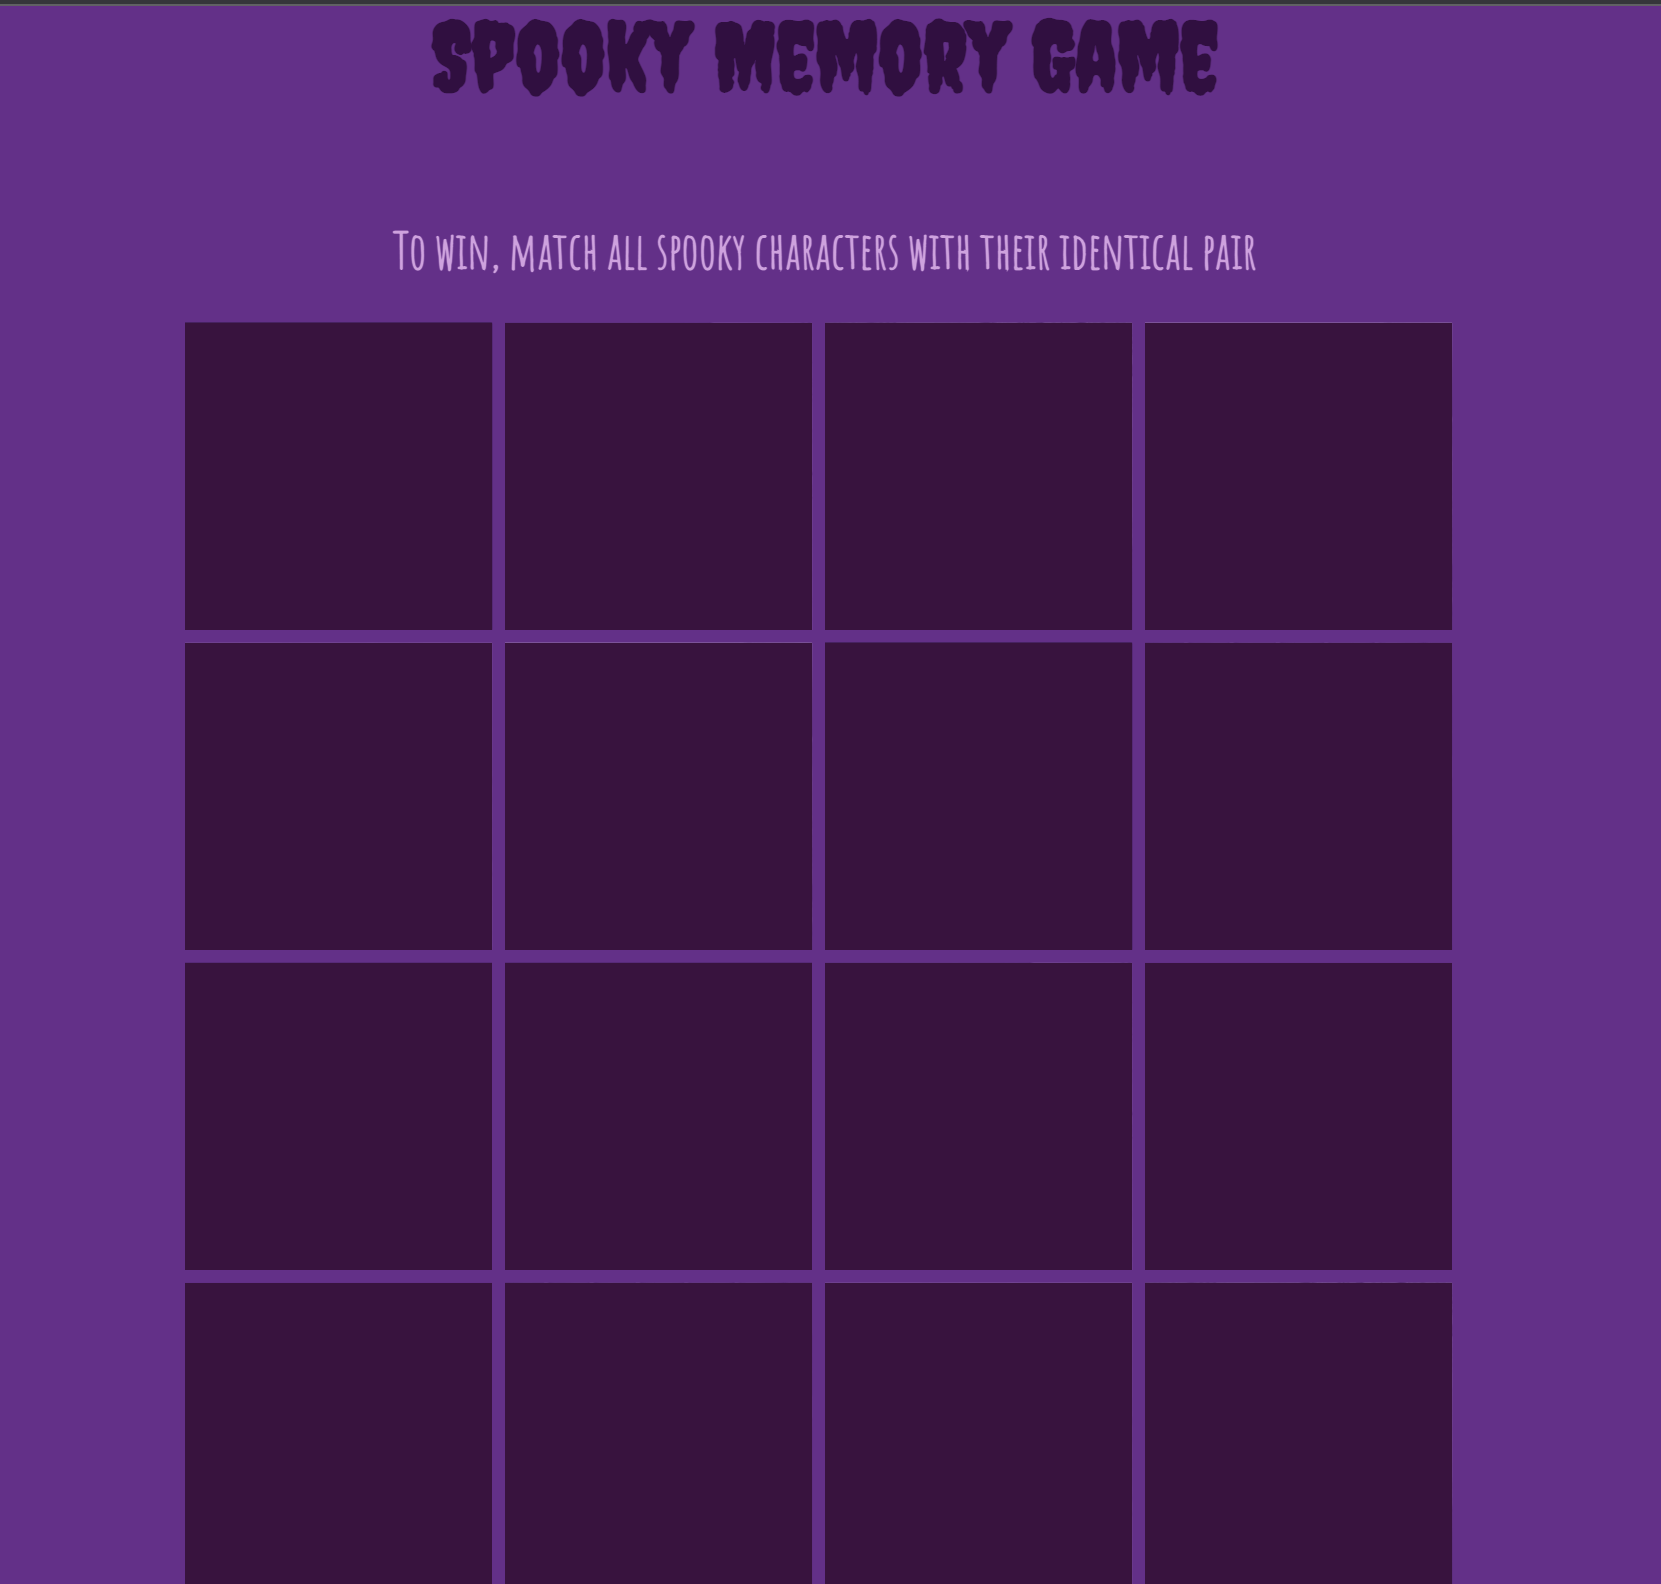 SPOOKY MEMORY GAME
To win, match all spooky characters with their identical pair